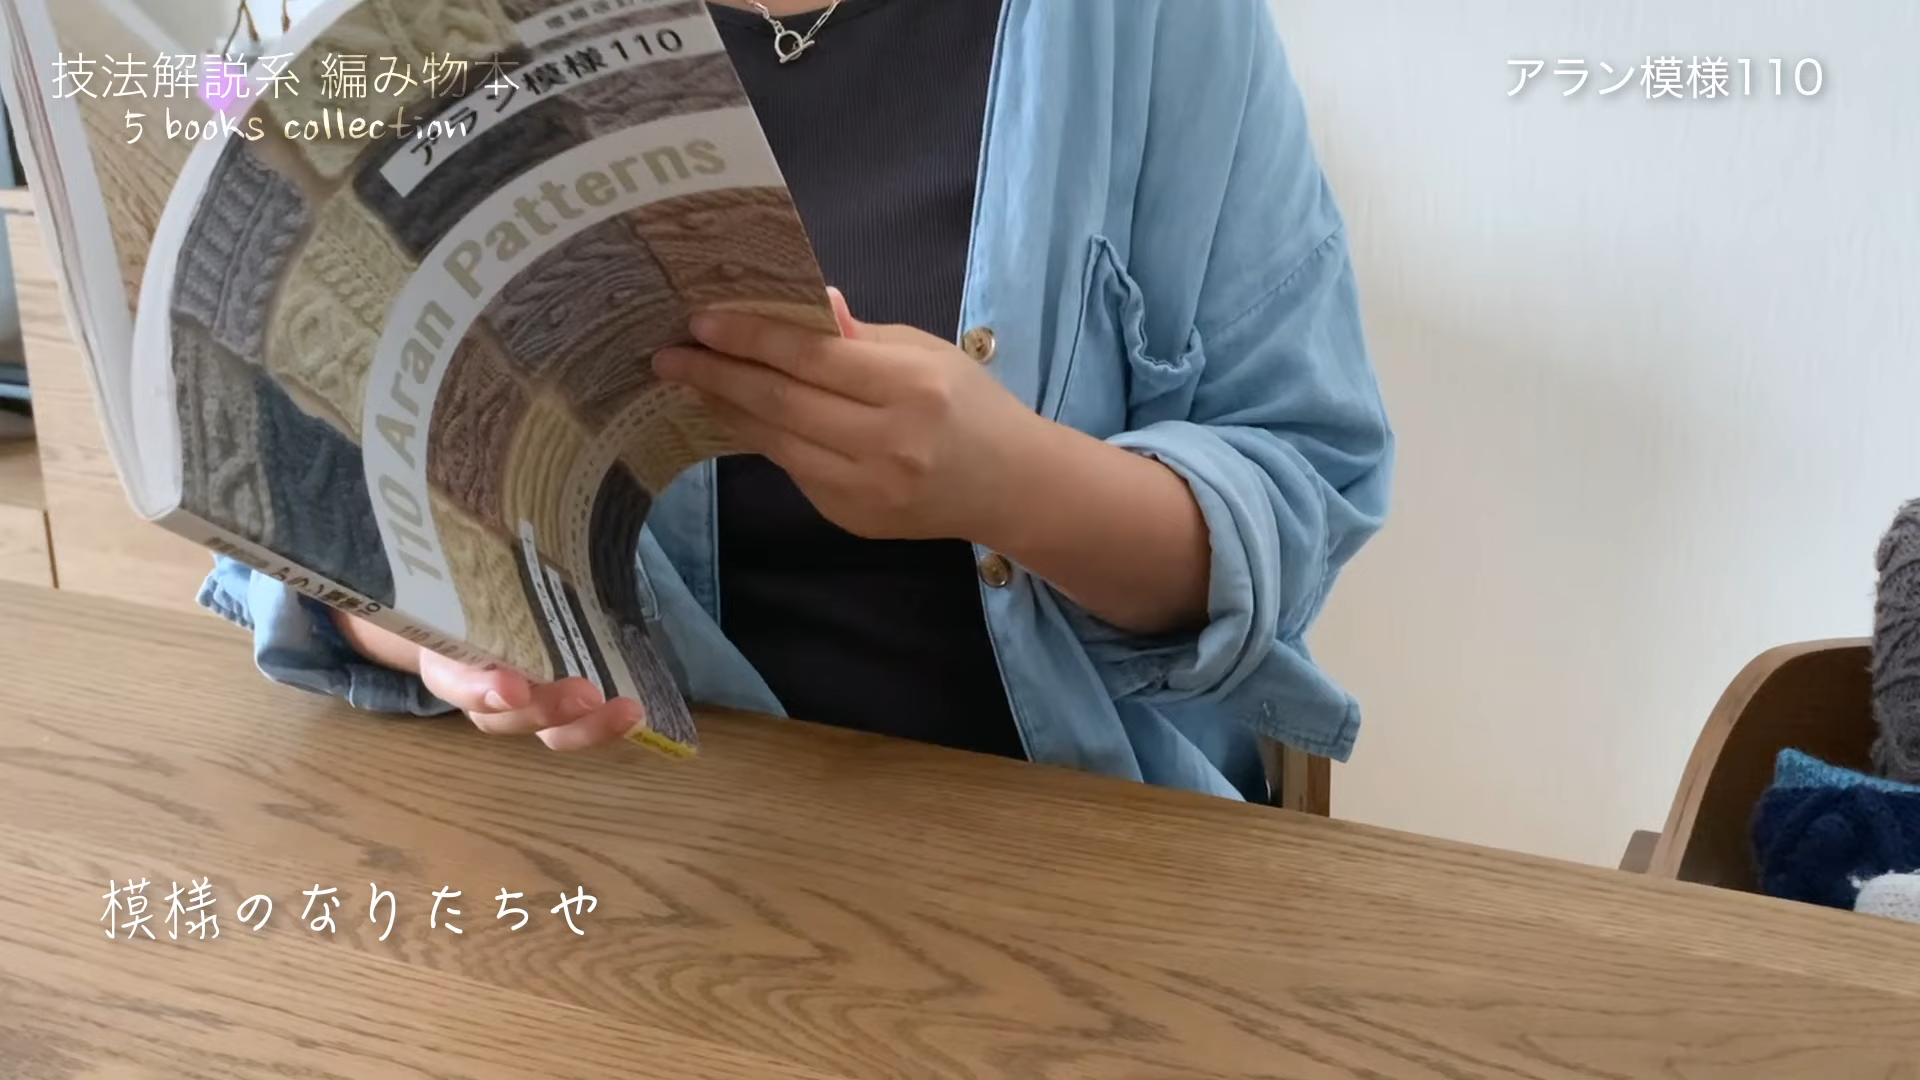 技法解説系 編み物本
5 books collection
アラン模様110
アラン模様110
110 Aran Patterns
模様のなりたちや